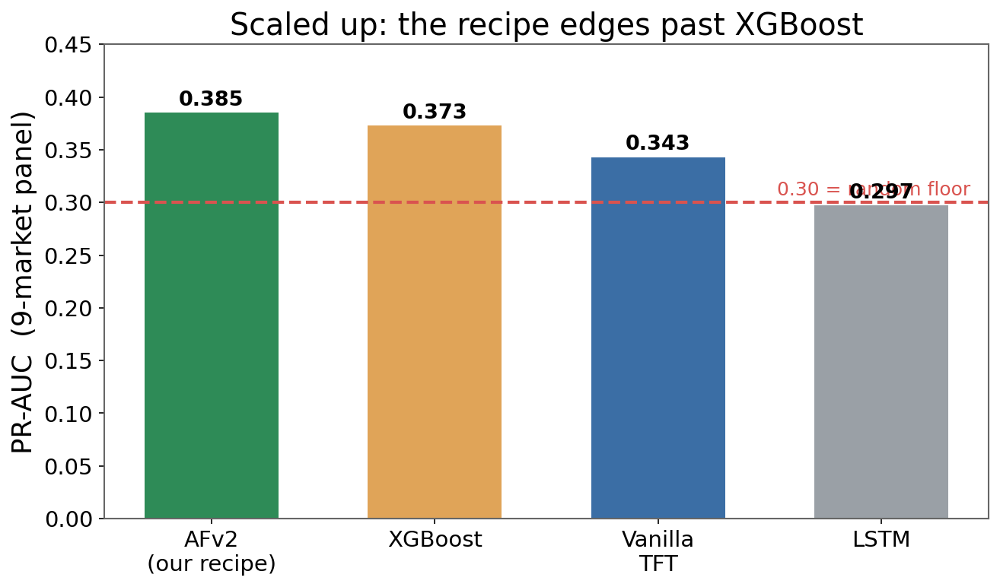 Scaled up: the recipe edges past XGBoost
PR-AUC (9-market panel)
0.45
0.40
0.35
0.30
0.25
0.20
0.15
0.10
0.05
0.00
0.385
0.373
0.343
0.30 = random floor
0.297
AFv2
(our recipe)
XGBoost
Vanilla
TFT
LSTM